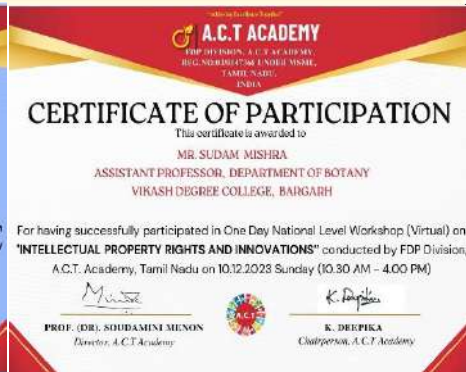 A.C.T ACADEMY
FDP DIVISION, A.C.T ACADEMY,
TAMIL NADU,
INDIA
CERTIFICATE OF PARTICIPATION
This certificate is awarded to
MR. SUDAM MISHRA
ASSISTANT PROFESSOR, DEPARTMENT OF BOTANY
VIKASH DEGREE COLLEGE, BARGARH
For having successfully participated in One Day National Level Workshop (Virtual) on
"INTELLECTUAL PROPERTY RIGHTS AND INNOVATIONS" conducted by FDP Division,
A.C.T. Academy, Tamil Nadu on 10.12.2023 Sunday (10.30 AM - 4.00 PM)
A.C.T
PROF. (DR). SOUDAMINI MENON
K. DEEPIKA
Director, A.C.T Academy
Chairperson, A.C.T Academy